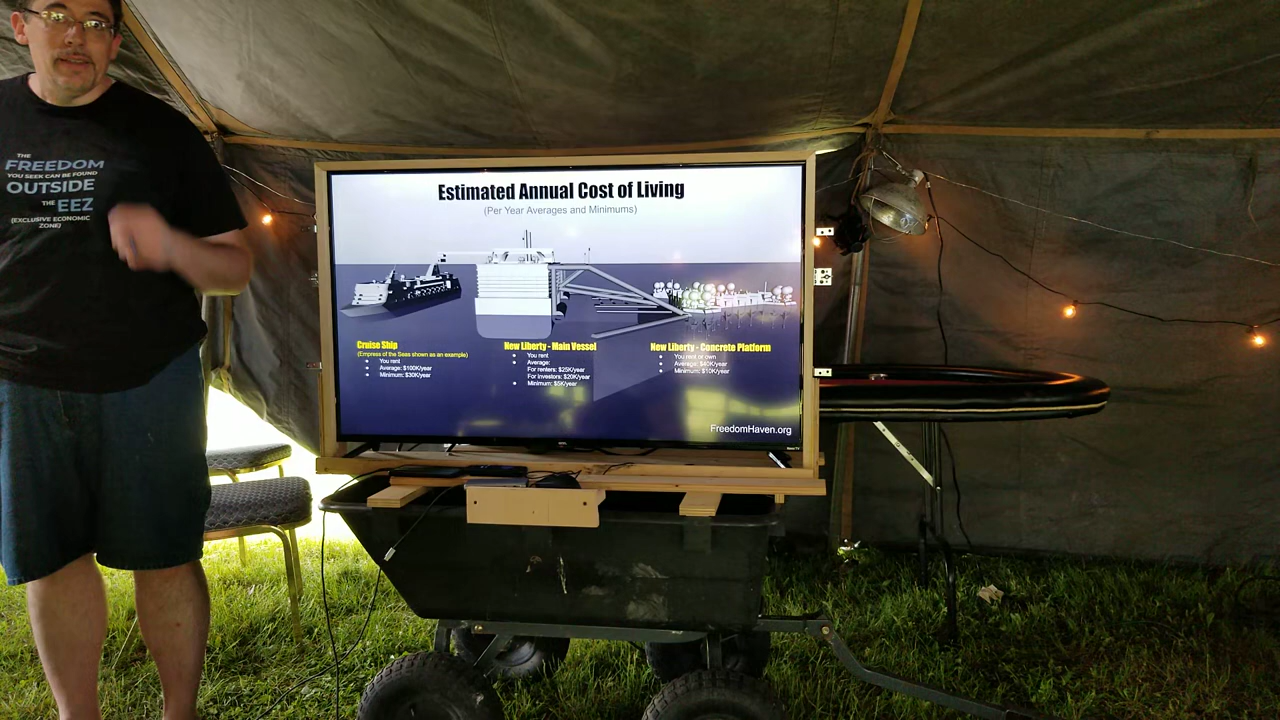 THE
FREEDOM
YOU SEEK CAN BE FOUND
OUTSIDE
THE EEZ
(EXCLUSIVE ECONOMIC
ZONE)
Estimated Annual Cost of Living
(Per Year Averages and Minimums)
Cruise Ship
(Empress of the Seas shown as an example)
• You rent
• Average: $100K/year
• Minimum: $30K/year
New Liberty - Main Vessel
• You rent
• Average:
For renters: $25K/year
For investors: $20K/year
• Minimum: $5K/year
New Liberty - Concrete Platform
• You rent or own
• Average: $40K/year
• Minimum: $10K/year
FreedomHaven.org